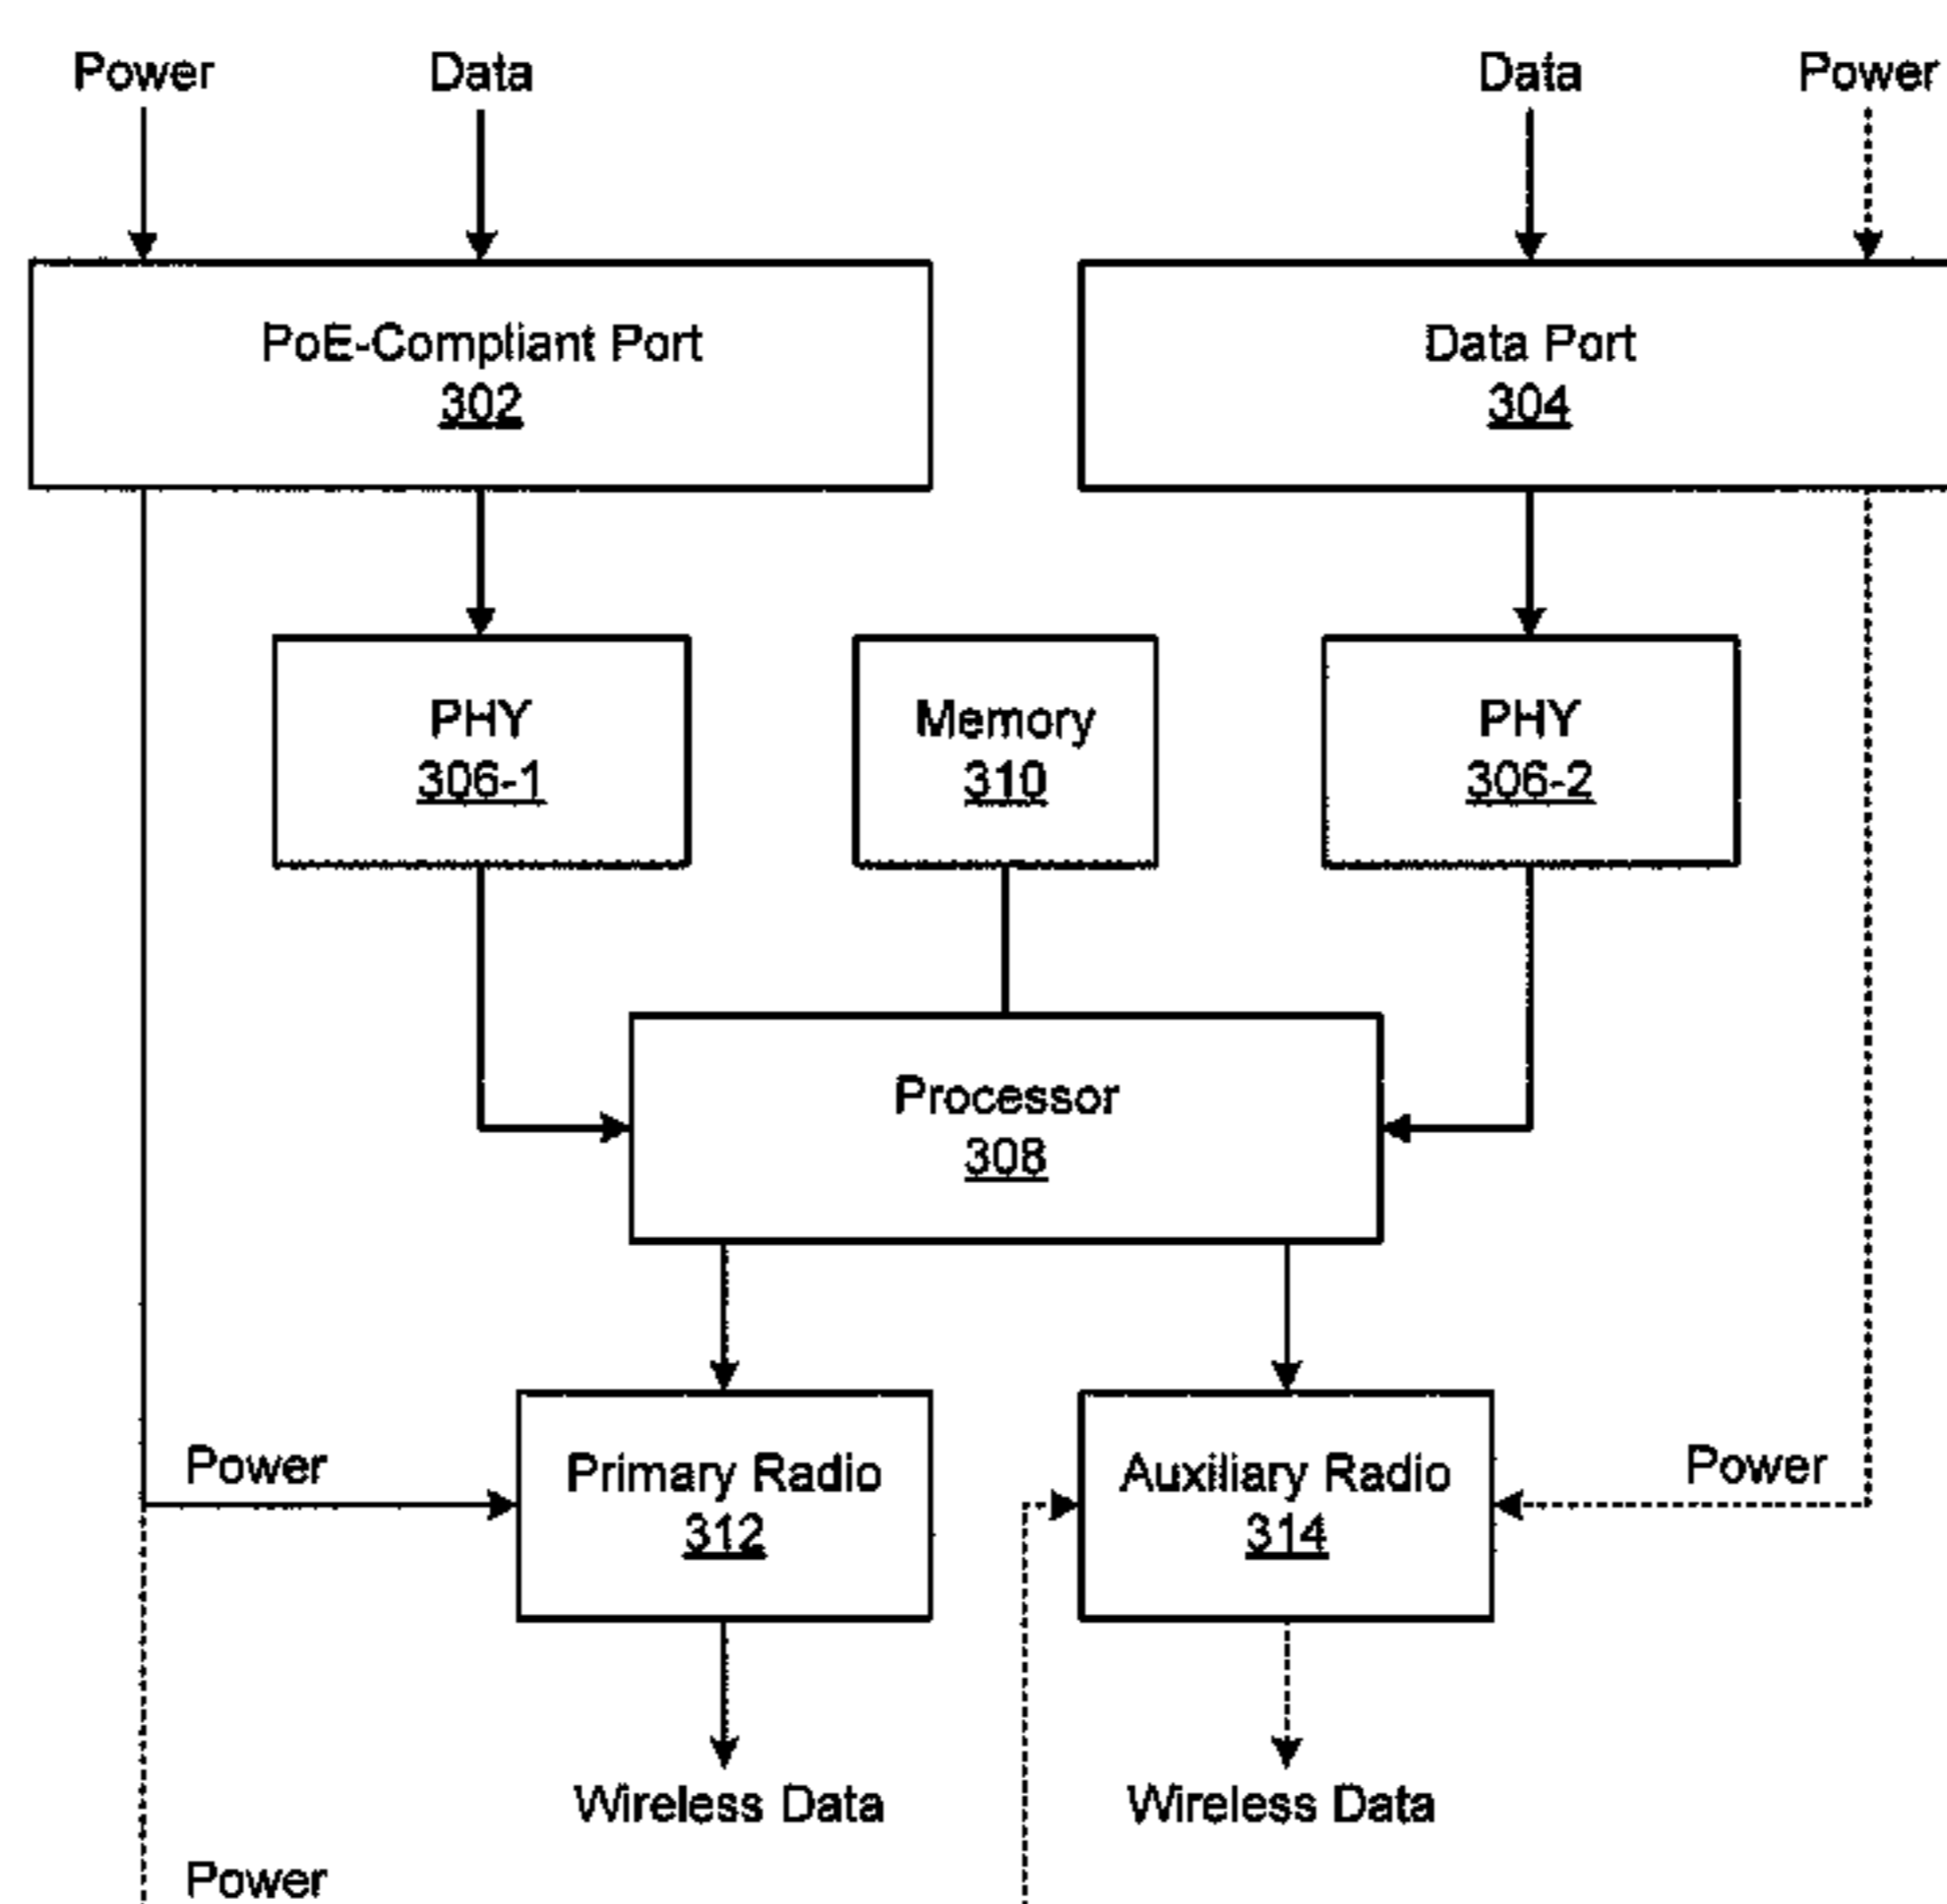 Power
Data
Data
Power
PoE-Compliant Port
302
Data Port
304
PHY
306-1
Memory
310
PHY
306-2
Processor
308
Power
Primary Radio
312
Auxiliary Radio
314
Power
Wireless Data
Wireless Data
Power